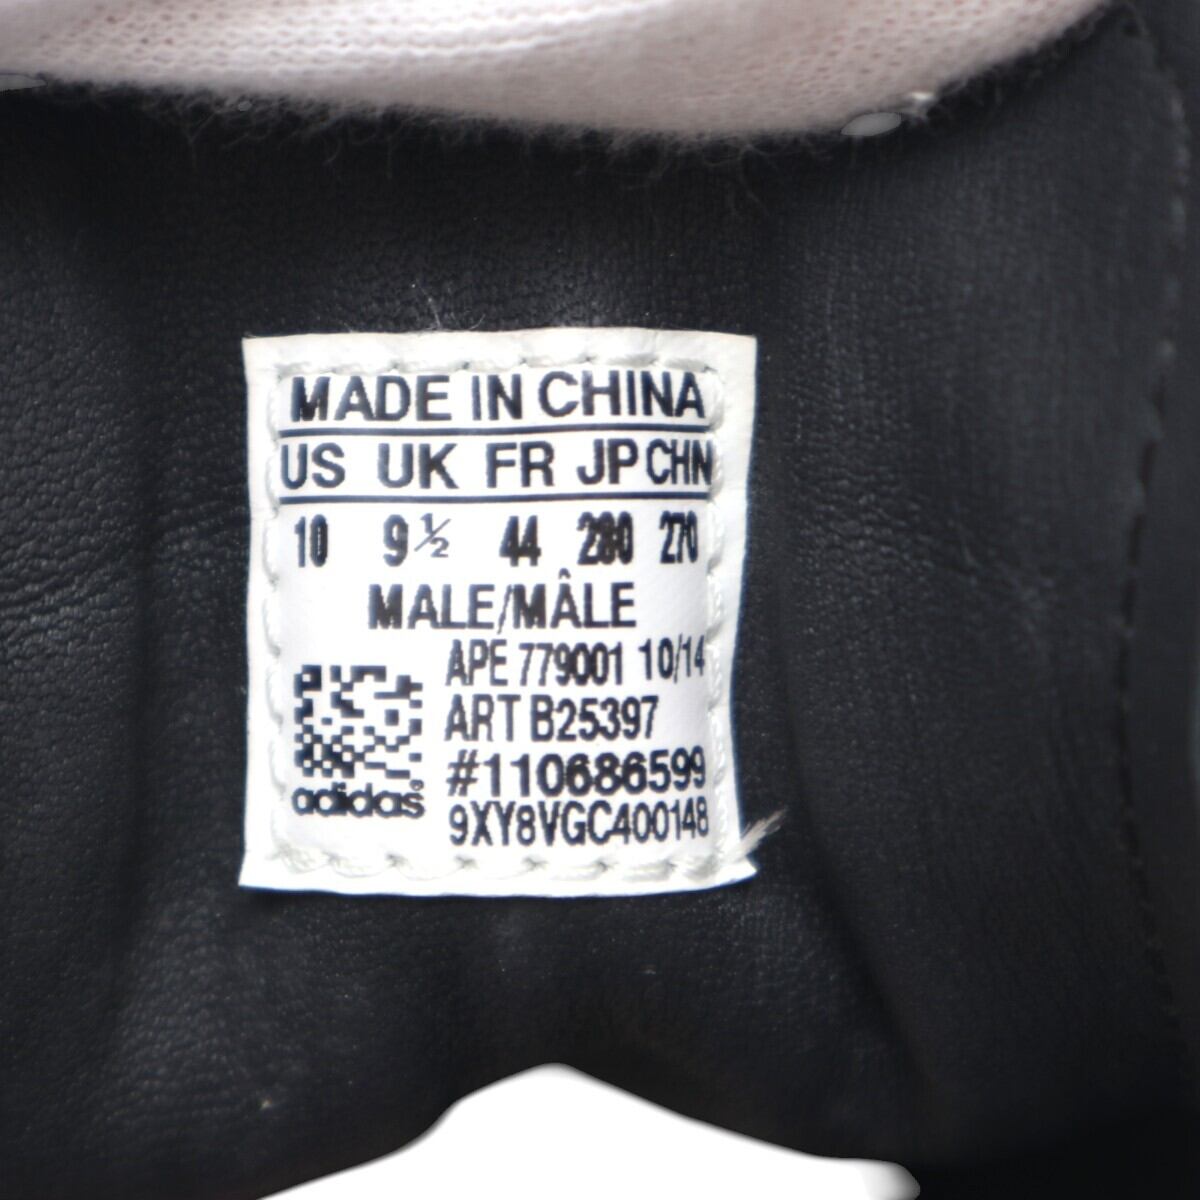 MADE IN CHINA
US UK FR JP CHN
10 9½ 44 280 270
MALE/MÂLE
APE 779001 10/14
ART B25397
#110686599
adidas®
9XY8VGC400148